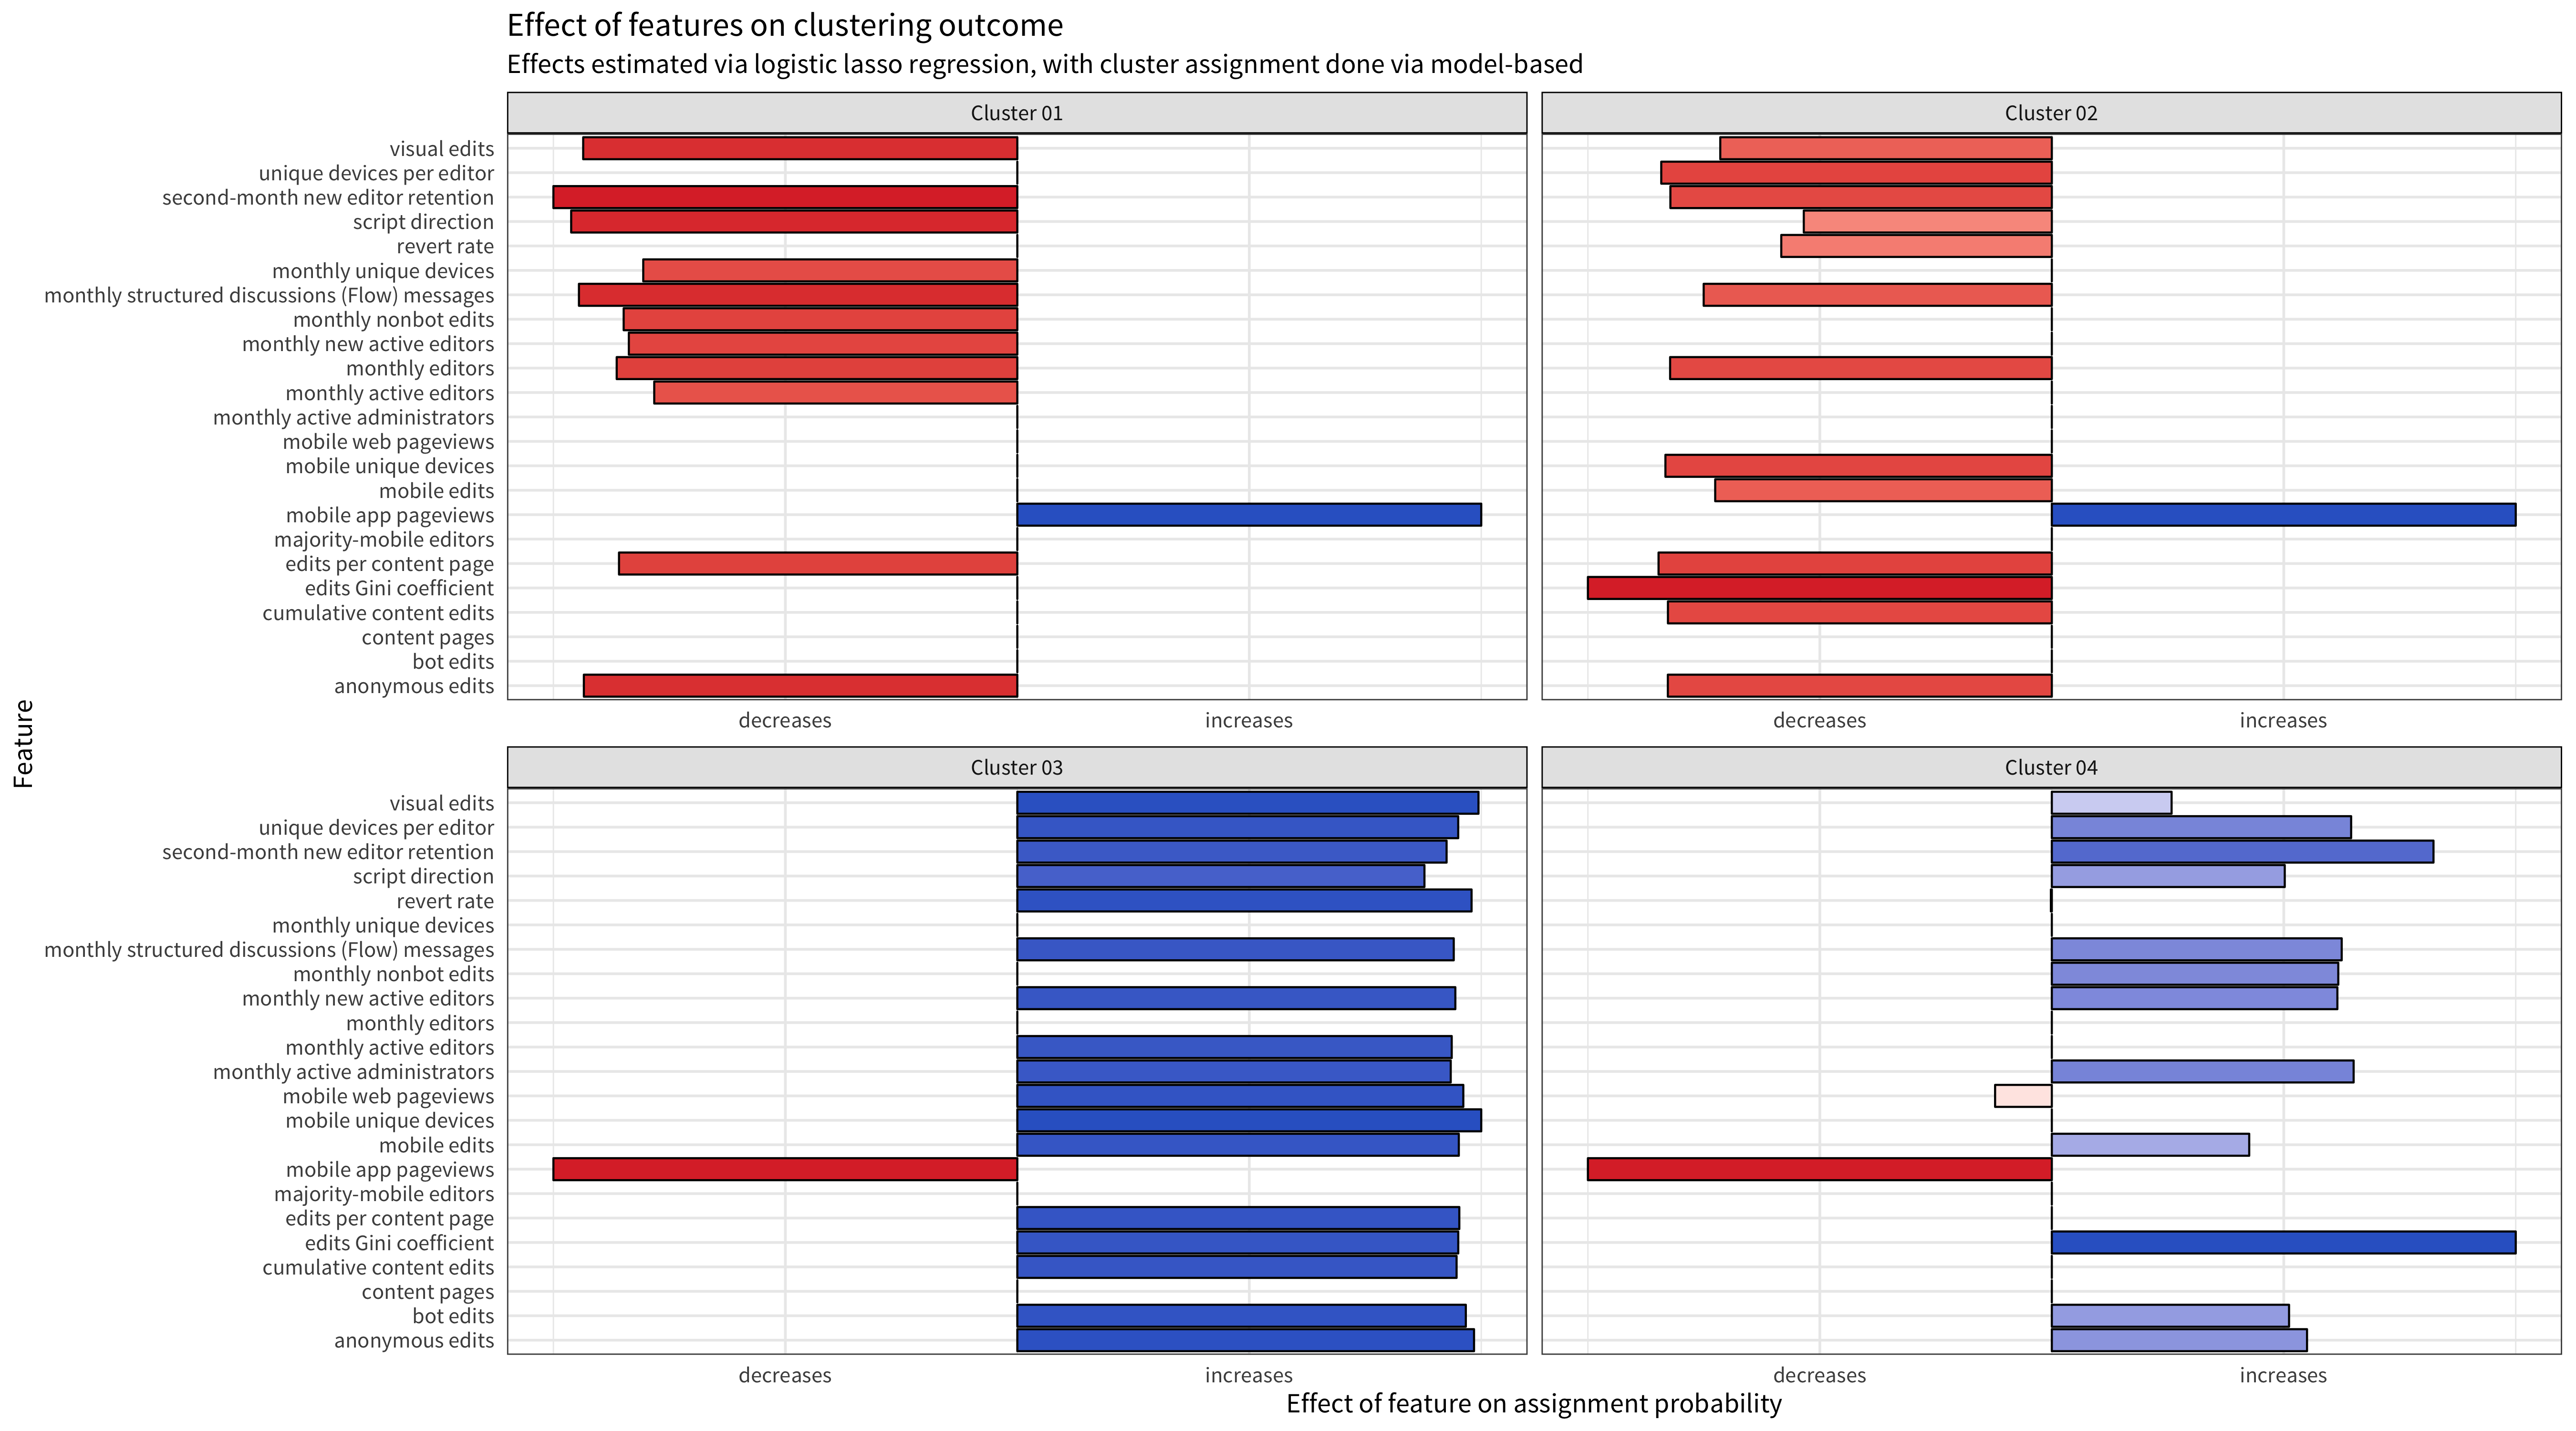 Effect of features on clustering outcome
Effects estimated via logistic lasso regression, with cluster assignment done via model-based
Cluster 01
Cluster 02
visual edits
unique devices per editor
second-month new editor retention
script direction
revert rate
monthly unique devices
monthly structured discussions (Flow) messages
monthly nonbot edits
monthly new active editors
monthly editors
monthly active editors
monthly active administrators
mobile web pageviews
mobile unique devices
mobile edits
mobile app pageviews
majority-mobile editors
edits per content page
edits Gini coefficient
cumulative content edits
content pages
bot edits
anonymous edits
decreases
increases
decreases
increases
Feature
Cluster 03
Cluster 04
visual edits
unique devices per editor
second-month new editor retention
script direction
revert rate
monthly unique devices
monthly structured discussions (Flow) messages
monthly nonbot edits
monthly new active editors
monthly editors
monthly active editors
monthly active administrators
mobile web pageviews
mobile unique devices
mobile edits
mobile app pageviews
majority-mobile editors
edits per content page
edits Gini coefficient
cumulative content edits
content pages
bot edits
anonymous edits
decreases
increases
decreases
increases
Effect of feature on assignment probability